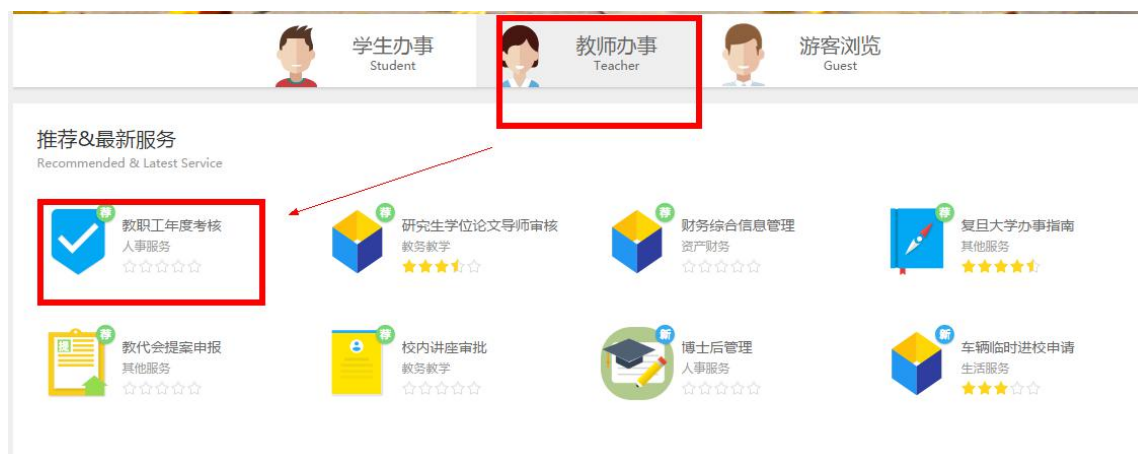 学生办事
Student
教师办事
Teacher
游客浏览
Guest
推荐&最新服务
Recommended & Latest Service
荐
教职工年度考核
人事服务
荐
研究生学位论文导师审核
教务教学
荐
财务综合信息管理
资产财务
荐
复旦大学办事指南
其他服务
荐
提
教代会提案申报
其他服务
荐
校内讲座审批
教务教学
新
博士后管理
人事服务
新
车辆临时进校申请
生活服务